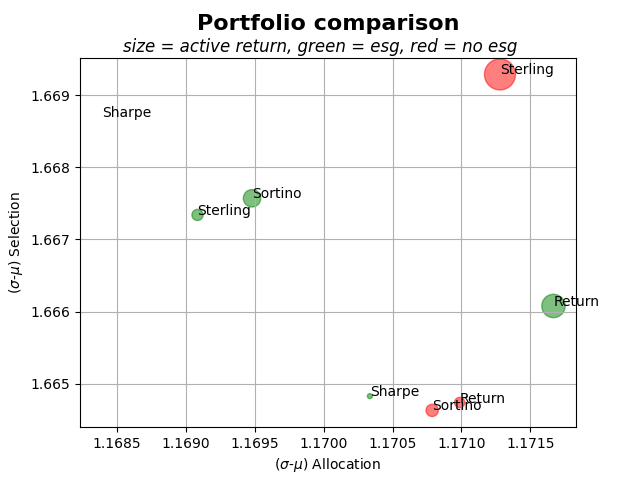 Portfolio comparison
size = active return, green = esg, red = no esg
Sterling
1.669
Sharpe
1.668
Sortino
Sterling
1.667
(σ-μ) Selection
Return
1.666
1.665
Sharpe
Return
Sortino
1.1685 1.1690 1.1695 1.1700 1.1705 1.1710 1.1715
(σ-μ) Allocation